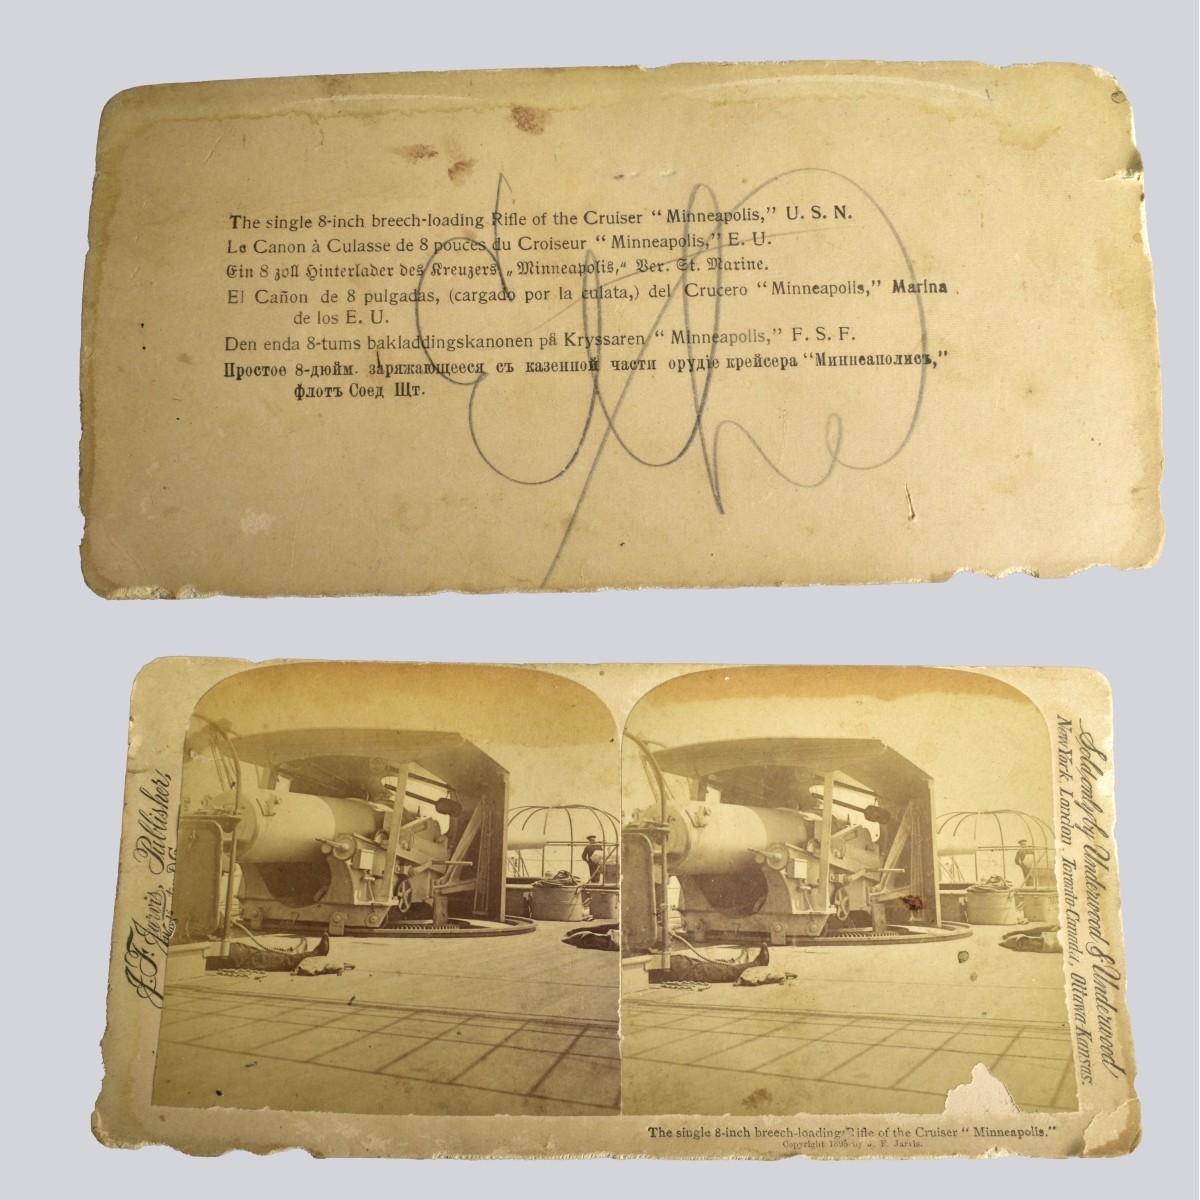 The single 8-inch breech-loading Rifle of the Cruiser “Minneapolis,” U. S. N.
Le Canon à Culasse de 8 pouces du Croiseur “Minneapolis,” E. U.
Ein 8 zoll Hinterlader des Kreuzers „Minneapolis,“ Ver. St. Marine.
El Cañon de 8 pulgadas, (cargado por la culata,) del Crucero “Minneapolis,” Marina
de los E. U.
Den enda 8-tums bakladdingskanonen på Kryssaren “Minneapolis,” F. S. F.
Простое 8-дюйм. заряжающееся съ казенной части орудіе крейсера “Миннеаполисъ,”
флотъ Соед Щт.
J. F. Jarvis, Publisher,
Sold only by Underwood & Underwood
New York, London, Toronto Canada, Ottawa Kansas.
The single 8-inch breech-loading Rifle of the Cruiser “Minneapolis.”
Copyright by J. F. Jarvis.